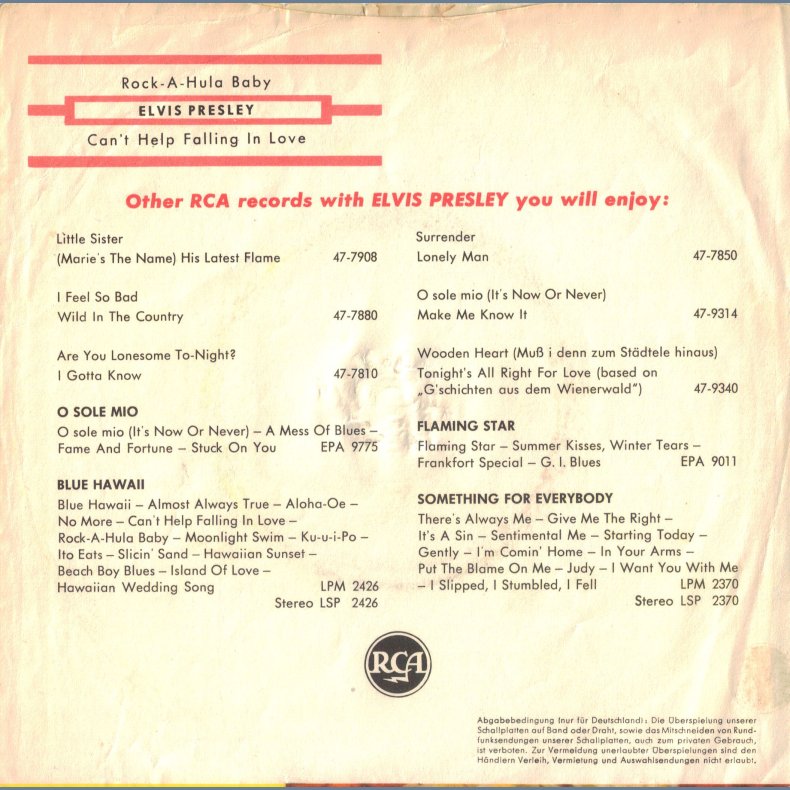 Rock-A-Hula Baby
ELVIS PRESLEY
Can't Help Falling In Love
Other RCA records with ELVIS PRESLEY you will enjoy:
Little Sister
(Marie's The Name) His Latest Flame 47-7908
I Feel So Bad
Wild In The Country 47-7880
Are You Lonesome To-Night?
I Gotta Know 47-7810
O SOLE MIO
O sole mio (It's Now Or Never) – A Mess Of Blues –
Fame And Fortune – Stuck On You EPA 9775
BLUE HAWAII
Blue Hawaii – Almost Always True – Aloha-Oe –
No More – Can't Help Falling In Love –
Rock-A-Hula Baby – Moonlight Swim – Ku-u-i-Po –
Ito Eats – Slicin' Sand – Hawaiian Sunset –
Beach Boy Blues – Island Of Love –
Hawaiian Wedding Song LPM 2426
Stereo LSP 2426
Surrender
Lonely Man 47-7850
O sole mio (It's Now Or Never)
Make Me Know It 47-9314
Wooden Heart (Muß i denn zum Städtele hinaus)
Tonight's All Right For Love (based on
„G'schichten aus dem Wienerwald") 47-9340
FLAMING STAR
Flaming Star – Summer Kisses, Winter Tears –
Frankfort Special – G. I. Blues EPA 9011
SOMETHING FOR EVERYBODY
There's Always Me – Give Me The Right –
It's A Sin – Sentimental Me – Starting Today –
Gently – I'm Comin' Home – In Your Arms –
Put The Blame On Me – Judy – I Want You With Me
– I Slipped, I Stumbled, I Fell LPM 2370
Stereo LSP 2370
RCA
Abgabebedingung (nur für Deutschland): Die Überspielung unserer
Schallplatten auf Band oder Draht, sowie das Mitschneiden von Rund-
funksendungen unserer Schallplatten, auch zum privaten Gebrauch,
ist verboten. Zur Vermeidung unerlaubter Überspielungen sind den
Händlern Verleih, Vermietung und Auswahlsendungen nicht erlaubt.